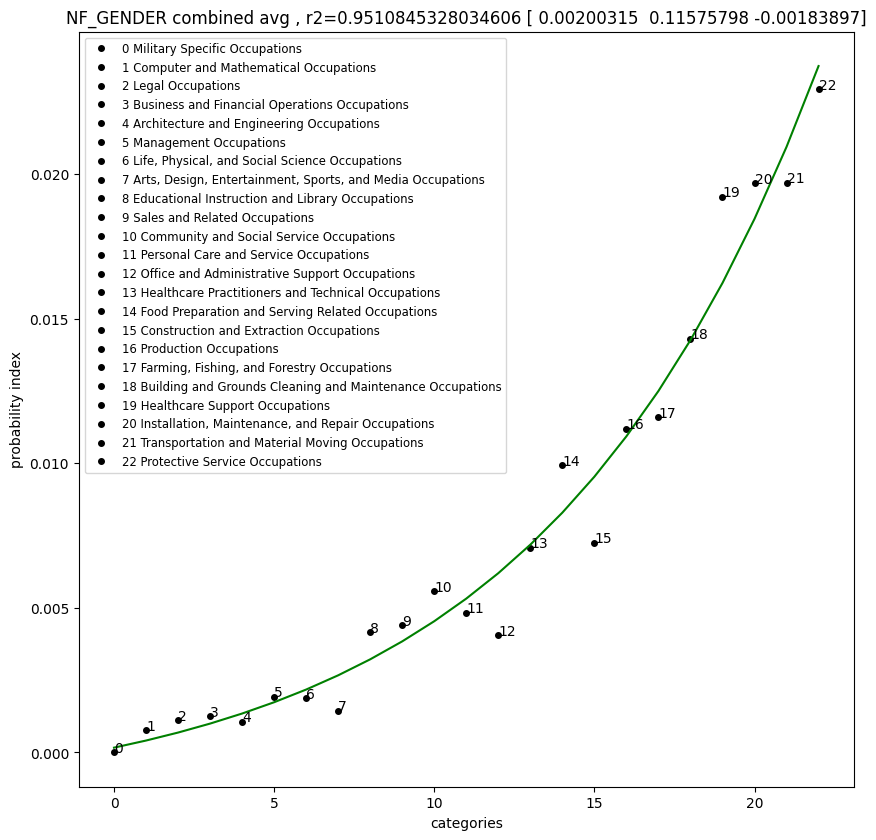 NF_GENDER combined avg , r2=0.9510845328034606 [ 0.00200315 0.11575798 -0.00183897]
0 Military Specific Occupations
1 Computer and Mathematical Occupations
2 Legal Occupations
3 Business and Financial Operations Occupations
4 Architecture and Engineering Occupations
5 Management Occupations
6 Life, Physical, and Social Science Occupations
7 Arts, Design, Entertainment, Sports, and Media Occupations
8 Educational Instruction and Library Occupations
9 Sales and Related Occupations
10 Community and Social Service Occupations
11 Personal Care and Service Occupations
12 Office and Administrative Support Occupations
13 Healthcare Practitioners and Technical Occupations
14 Food Preparation and Serving Related Occupations
15 Construction and Extraction Occupations
16 Production Occupations
17 Farming, Fishing, and Forestry Occupations
18 Building and Grounds Cleaning and Maintenance Occupations
19 Healthcare Support Occupations
20 Installation, Maintenance, and Repair Occupations
21 Transportation and Material Moving Occupations
22 Protective Service Occupations
probability index
0.020
0.015
0.010
0.005
0.000
0
1
2
3
4
5
6
7
8
9
10
11
12
13
14
15
16
17
18
19
20
21
22
0
5
10
15
20
categories